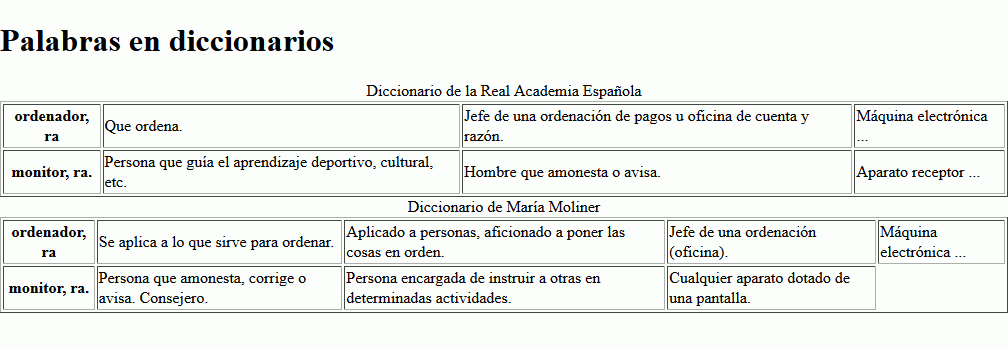 Palabras en diccionarios
Diccionario de la Real Academia Española
ordenador, ra
Que ordena.
Jefe de una ordenación de pagos u oficina de cuenta y razón.
Máquina electrónica ...
monitor, ra.
Persona que guía el aprendizaje deportivo, cultural, etc.
Hombre que amonesta o avisa.
Aparato receptor ...
Diccionario de María Moliner
ordenador, ra
Se aplica a lo que sirve para ordenar.
Aplicado a personas, aficionado a poner las cosas en orden.
Jefe de una ordenación (oficina).
Máquina electrónica ...
monitor, ra.
Persona que amonesta, corrige o avisa. Consejero.
Persona encargada de instruir a otras en determinadas actividades.
Cualquier aparato dotado de una pantalla.